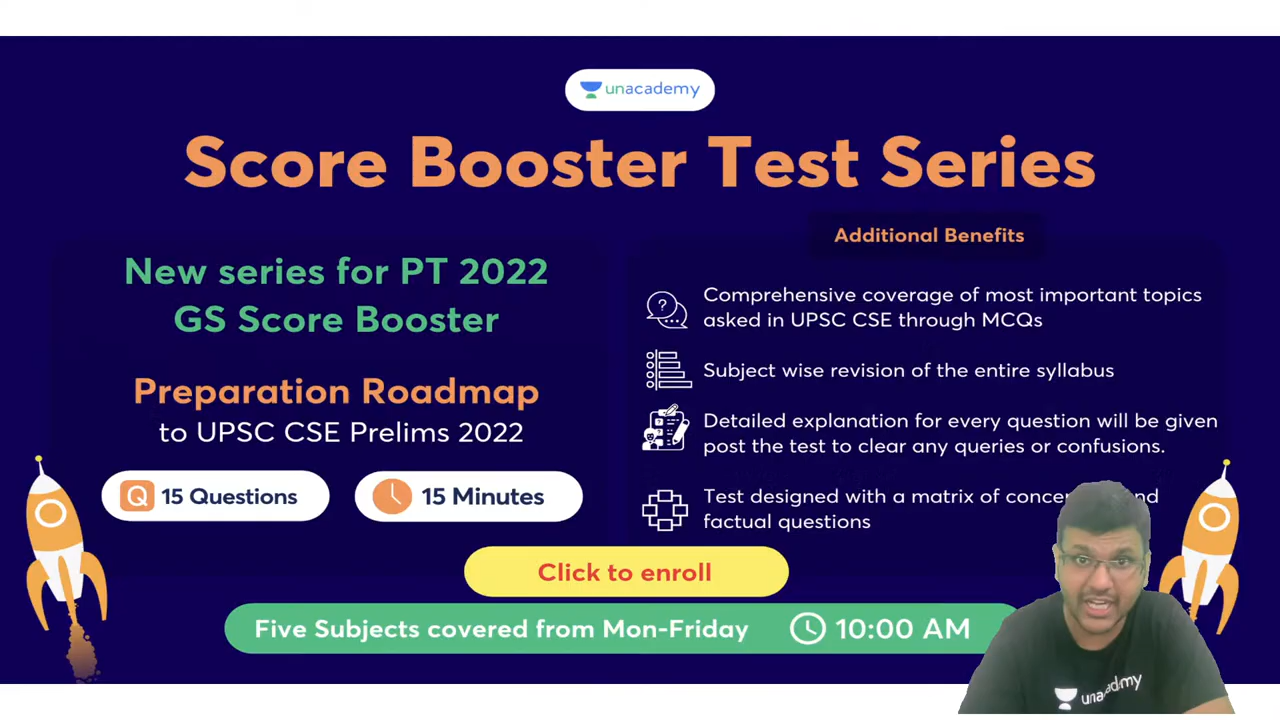 unacademy
Score Booster Test Series
New series for PT 2022
GS Score Booster
Preparation Roadmap
to UPSC CSE Prelims 2022
Q 15 Questions
15 Minutes
Additional Benefits
?
Comprehensive coverage of most important topics
asked in UPSC CSE through MCQs
Subject wise revision of the entire syllabus
Detailed explanation for every question will be given
post the test to clear any queries or confusions.
Test designed with a matrix of
factual questions
Click to enroll
Five Subjects covered from Mon-Friday 10:00 AM
unacademy